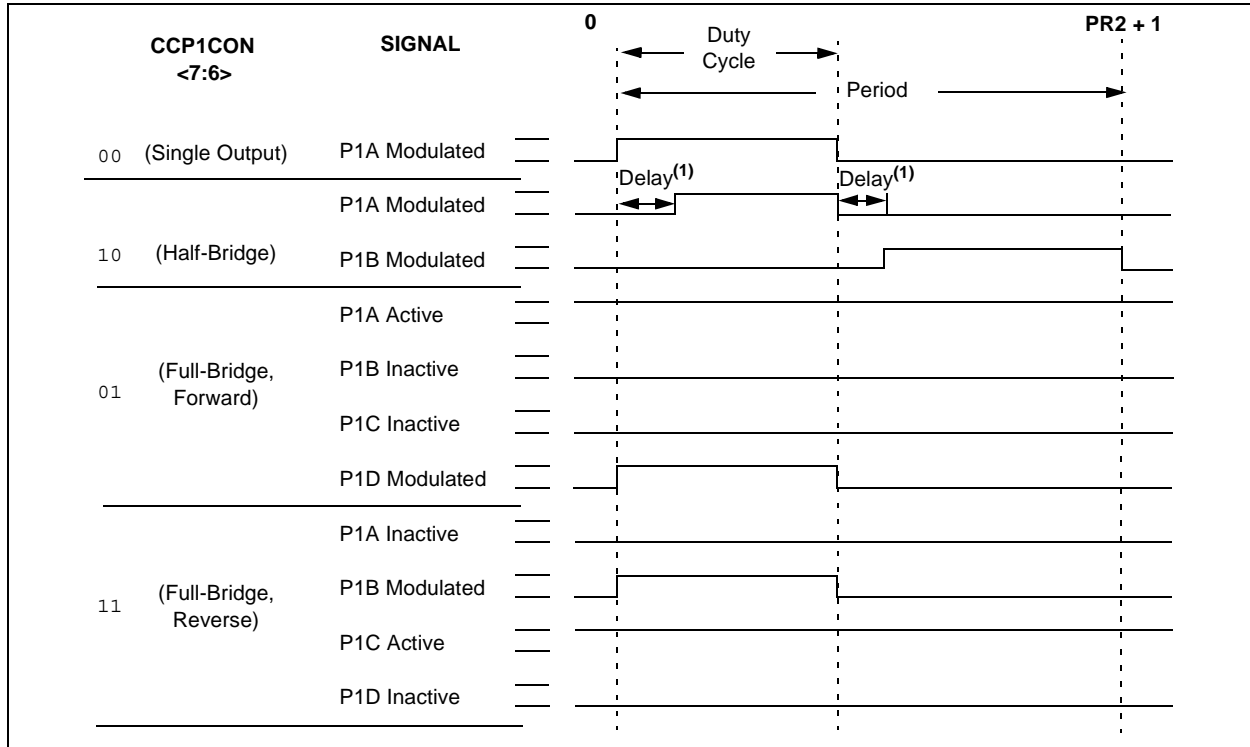 0
PR2 + 1
CCP1CON
<7:6>
SIGNAL
Duty
Cycle
Period
00 (Single Output) P1A Modulated
Delay(1)
Delay(1)
P1A Modulated
10 (Half-Bridge) P1B Modulated
P1A Active
01 (Full-Bridge,
Forward)
P1B Inactive
P1C Inactive
P1D Modulated
P1A Inactive
11 (Full-Bridge,
Reverse)
P1B Modulated
P1C Active
P1D Inactive